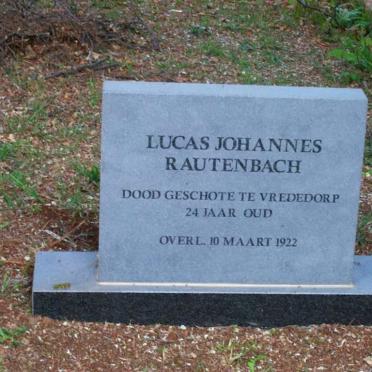 LUCAS JOHANNES
RAUTENBACH
DOOD GESCHOTE TE VREDEDORP
24 JAAR OUD
OVERL. 10 MAART 1922